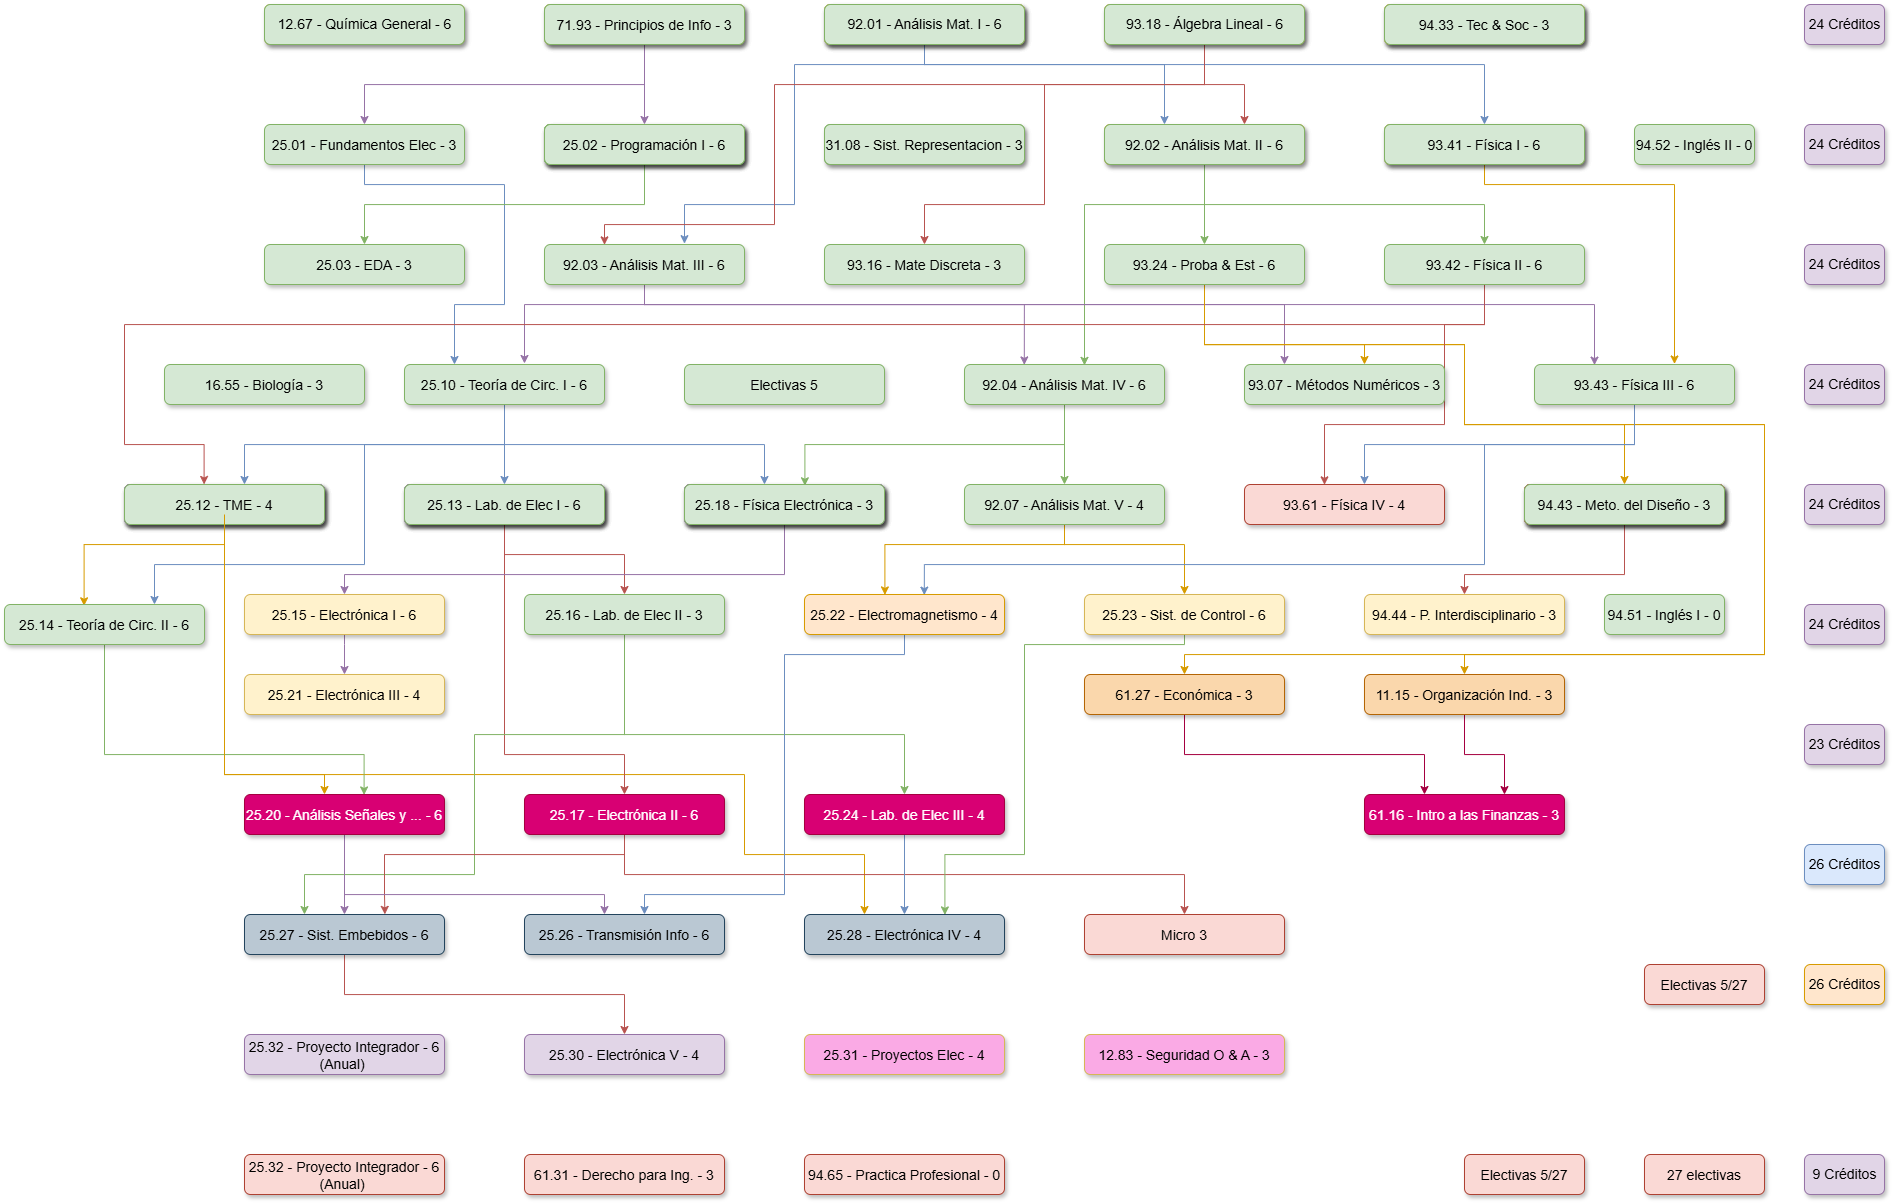 12.67 - Química General - 6
71.93 - Principios de Info - 3
92.01 - Análisis Mat. I - 6
93.18 - Álgebra Lineal - 6
94.33 - Tec & Soc - 3
24 Créditos
25.01 - Fundamentos Elec - 3
25.02 - Programación I - 6
31.08 - Sist. Representacion - 3
92.02 - Análisis Mat. II - 6
93.41 - Física I - 6
94.52 - Inglés II - 0
24 Créditos
25.03 - EDA - 3
92.03 - Análisis Mat. III - 6
93.16 - Mate Discreta - 3
93.24 - Proba & Est - 6
93.42 - Física II - 6
24 Créditos
16.55 - Biología - 3
25.10 - Teoría de Circ. I - 6
Electivas 5
92.04 - Análisis Mat. IV - 6
93.07 - Métodos Numéricos - 3
93.43 - Física III - 6
24 Créditos
25.12 - TME - 4
25.13 - Lab. de Elec I - 6
25.18 - Física Electrónica - 3
92.07 - Análisis Mat. V - 4
93.61 - Física IV - 4
94.43 - Meto. del Diseño - 3
24 Créditos
25.14 - Teoría de Circ. II - 6
25.15 - Electrónica I - 6
25.16 - Lab. de Elec II - 3
25.22 - Electromagnetismo - 4
25.23 - Sist. de Control - 6
94.44 - P. Interdisciplinario - 3
94.51 - Inglés I - 0
24 Créditos
25.21 - Electrónica III - 4
61.27 - Económica - 3
11.15 - Organización Ind. - 3
23 Créditos
25.20 - Análisis Señales y ... - 6
25.17 - Electrónica II - 6
25.24 - Lab. de Elec III - 4
61.16 - Intro a las Finanzas - 3
26 Créditos
25.27 - Sist. Embebidos - 6
25.26 - Transmisión Info - 6
25.28 - Electrónica IV - 4
Micro 3
Electivas 5/27
26 Créditos
25.32 - Proyecto Integrador - 6
(Anual)
25.30 - Electrónica V - 4
25.31 - Proyectos Elec - 4
12.83 - Seguridad O & A - 3
25.32 - Proyecto Integrador - 6
(Anual)
61.31 - Derecho para Ing. - 3
94.65 - Practica Profesional - 0
Electivas 5/27
27 electivas
9 Créditos